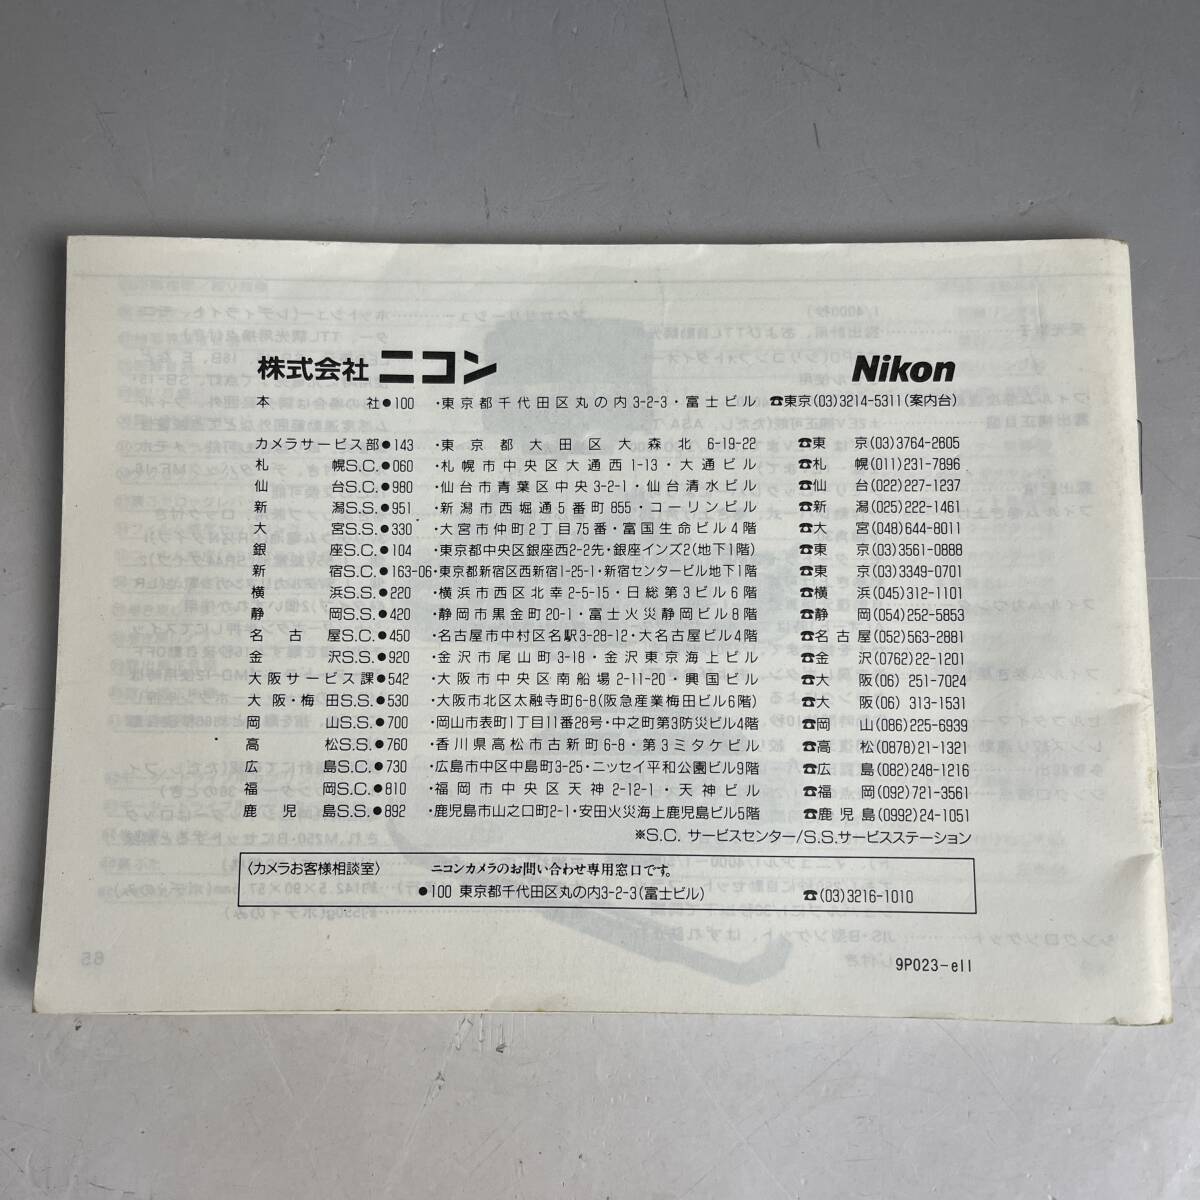 株式会社 ニコン Nikon
本社●100・東京都千代田区丸の内3-2-3・富士ビル ☎東京(03)3214-5311(案内台)
カメラサービス部●143・東京都大田区大森北6-19-22 ☎東京(03)3764-2605
札幌S.C.●060・札幌市中央区大通西1-13・大通ビル ☎札幌(011)231-7896
仙台S.C.●980・仙台市青葉区中央3-2-1・仙台清水ビル ☎仙台(022)227-1237
新潟S.S.●951・新潟市西堀通5番町855・コーリンビル ☎新潟(025)222-1461
大宮S.S.●330・大宮市仲町2丁目75番・富国生命ビル4階 ☎大宮(048)644-8011
銀座S.C.●104・東京都中央区銀座西2-2先・銀座インズ2(地下1階) ☎東京(03)3561-0888
新宿S.C.●163-06・東京都新宿区西新宿1-25-1・新宿センタービル地下1階 ☎東京(03)3349-0701
横浜S.S.●220・横浜市西区北幸2-5-15・日総第3ビル6階 ☎横浜(045)312-1101
静岡S.S.●420・静岡市黒金町20-1・富士火災静岡ビル8階 ☎静岡(054)252-5853
名古屋S.C.●450・名古屋市中村区名駅3-28-12・大名古屋ビル4階 ☎名古屋(052)563-2881
金沢S.S.●920・金沢市尾山町3-18・金沢東京海上ビル ☎金沢(0762)22-1201
大阪サービス課●542・大阪市中央区南船場2-11-20・興国ビル ☎大阪(06) 251-7024
大阪・梅田S.S.●530・大阪市北区太融寺町6-8(阪急産業梅田ビル6階) ☎大阪(06) 313-1531
岡山S.S.●700・岡山市表町1丁目11番28号・中之町第3防災ビル4階 ☎岡山(086)225-6939
高松S.S.●760・香川県高松市古新町6-8・第3ミタケビル ☎高松(0878)21-1321
広島S.C.●730・広島市中区中島町3-25・ニッセイ平和公園ビル9階 ☎広島(082)248-1216
福岡S.C.●810・福岡市中央区天神2-12-1・天神ビル ☎福岡(092)721-3561
鹿児島S.S.●892・鹿児島市山之口町2-1・安田火災海上鹿児島ビル5階 ☎鹿児島(0992)24-1051
※S.C. サービスセンター/S.S.サービスステーション
〈カメラお客様相談室〉 ニコンカメラのお問い合わせ専用窓口です。
●100 東京都千代田区丸の内3-2-3(富士ビル) ☎(03)3216-1010
9P023-ell